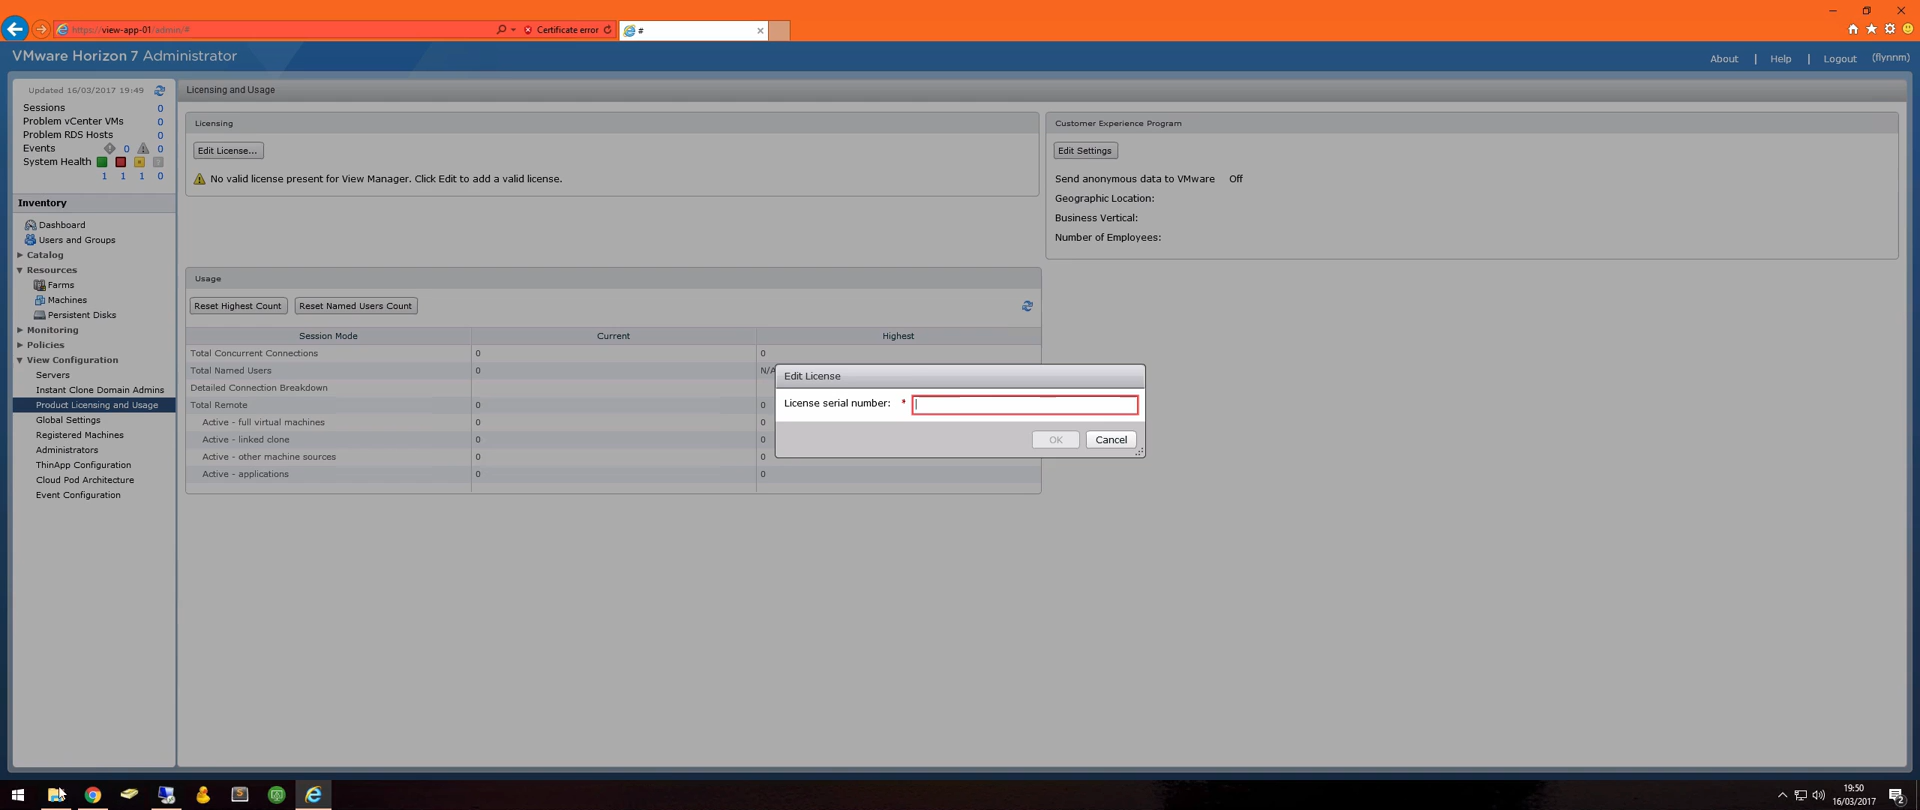 https://view-app-01/admin/#
Certificate error
#
VMware Horizon 7 Administrator
About | Help | Logout (flynnm)
Updated 16/03/2017 19:49
Sessions 0
Problem vCenter VMs 0
Problem RDS Hosts 0
Events 0 0
System Health
1 1 1 0
Inventory
Dashboard
Users and Groups
Catalog
Resources
Farms
Machines
Persistent Disks
Monitoring
Policies
View Configuration
Servers
Instant Clone Domain Admins
Product Licensing and Usage
Global Settings
Registered Machines
Administrators
ThinApp Configuration
Cloud Pod Architecture
Event Configuration
Licensing and Usage
Licensing
Edit License...
No valid license present for View Manager. Click Edit to add a valid license.
Customer Experience Program
Edit Settings
Send anonymous data to VMware Off
Geographic Location:
Business Vertical:
Number of Employees:
Usage
Reset Highest Count Reset Named Users Count
Session Mode Current Highest
Total Concurrent Connections 0 0
Total Named Users 0 N/A
Detailed Connection Breakdown
Total Remote 0 0
Active - full virtual machines 0 0
Active - linked clone 0 0
Active - other machine sources 0 0
Active - applications 0 0
Edit License
License serial number: *
OK Cancel
19:50
16/03/2017
2